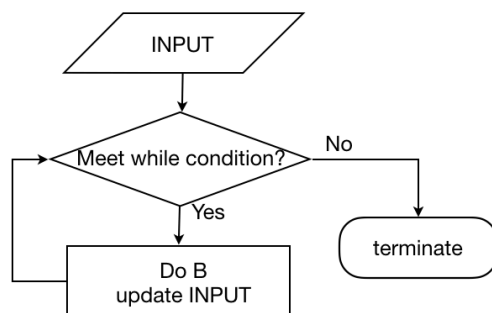 INPUT
Meet while condition?
No
Yes
terminate
Do B
update INPUT